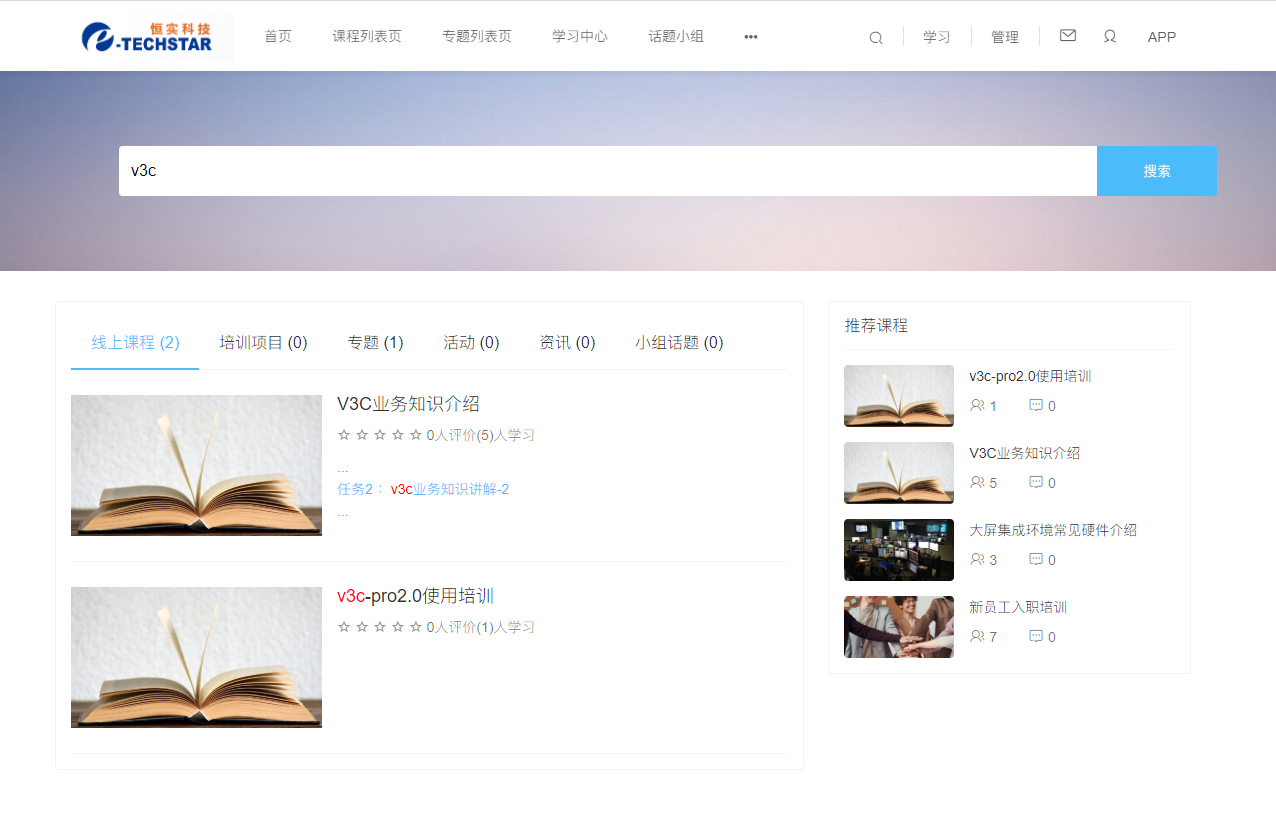 恒实科技
e-TECHSTAR
首页 课程列表页 专题列表页 学习中心 话题小组 ••• 学习 管理 APP
v3c 搜索
线上课程 (2) 培训项目 (0) 专题 (1) 活动 (0) 资讯 (0) 小组话题 (0)
V3C业务知识介绍
0人评价(5)人学习
...
任务2 ： v3c业务知识讲解-2
...
v3c-pro2.0使用培训
0人评价(1)人学习
推荐课程
v3c-pro2.0使用培训
1 0
V3C业务知识介绍
5 0
大屏集成环境常见硬件介绍
3 0
新员工入职培训
7 0